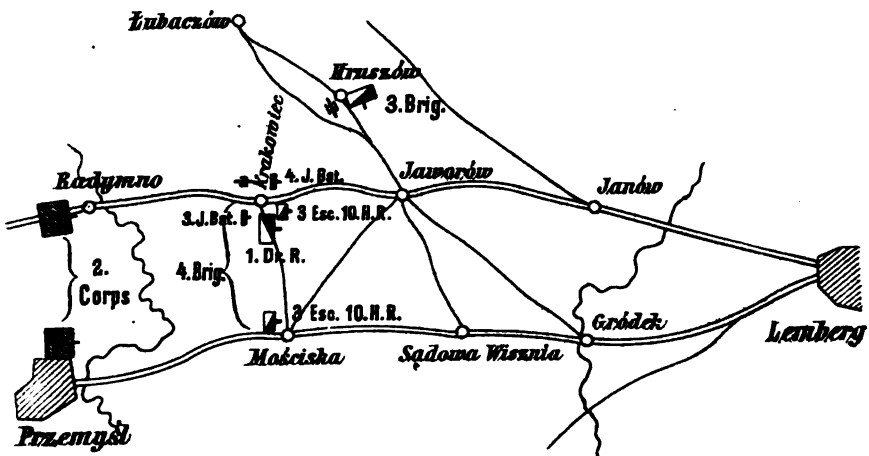 Łubaczów
Hruszów
3. Brig.
Krakowiec
4. J. Bat.
Radymno
Jaworów
Janów
3. J. Bat.
3 Esc. 10. H. R.
1. Dr. R.
2.
Corps
4. Brig.
3 Esc. 10. H. R.
Mościska
Sądowa Wisznia
Gródek
Lemberg
Przemyśl